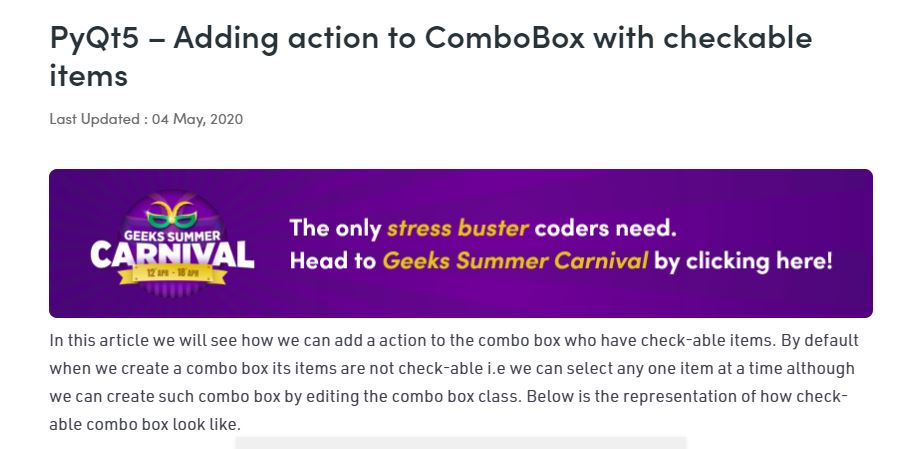 PyQt5 – Adding action to ComboBox with checkable
items
Last Updated : 04 May, 2020
GEEKS SUMMER
CARNIVAL
12 APR - 18 APR
The only stress buster coders need.
Head to Geeks Summer Carnival by clicking here!
In this article we will see how we can add a action to the combo box who have check-able items. By default
when we create a combo box its items are not check-able i.e we can select any one item at a time although
we can create such combo box by editing the combo box class. Below is the representation of how check-
able combo box look like.